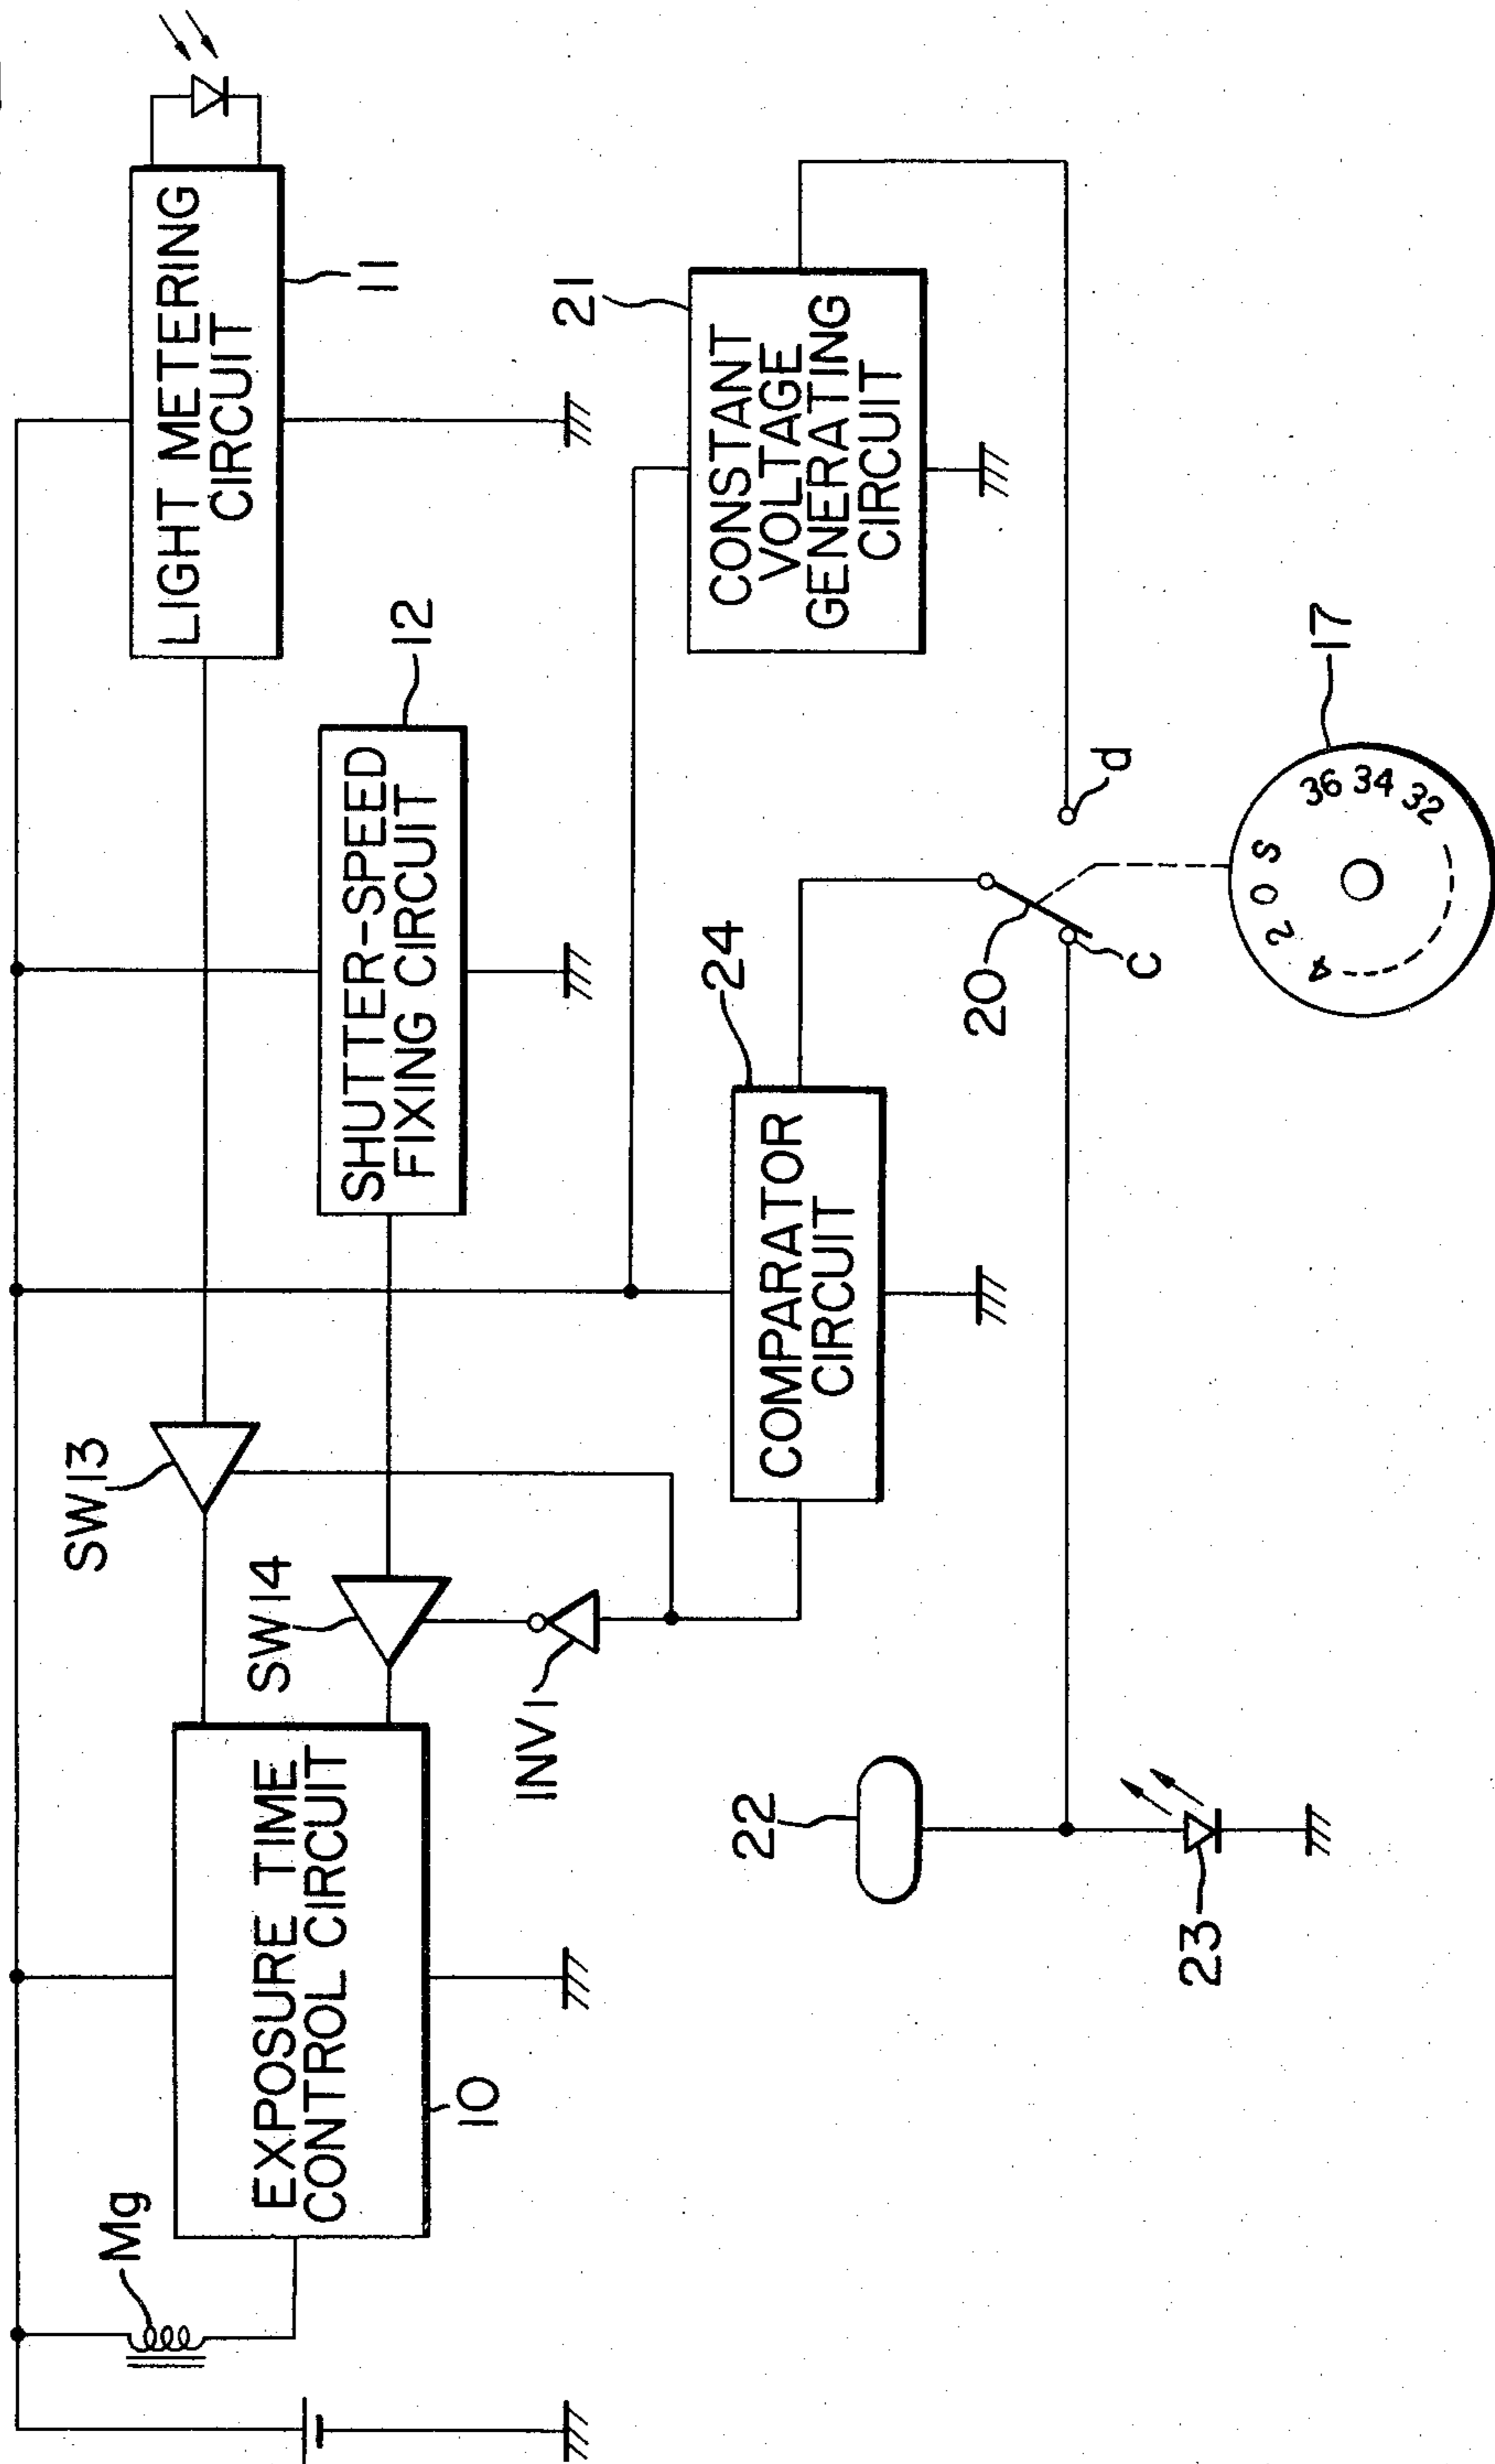 Mg
EXPOSURE TIME
CONTROL CIRCUIT
10
SW13
SW14
INV1
LIGHT METERING
CIRCUIT
11
SHUTTER-SPEED
FIXING CIRCUIT
12
COMPARATOR
CIRCUIT
24
CONSTANT
VOLTAGE
GENERATING
CIRCUIT
21
22
23
20
c
d
17
4 2 0 S 36 34 32